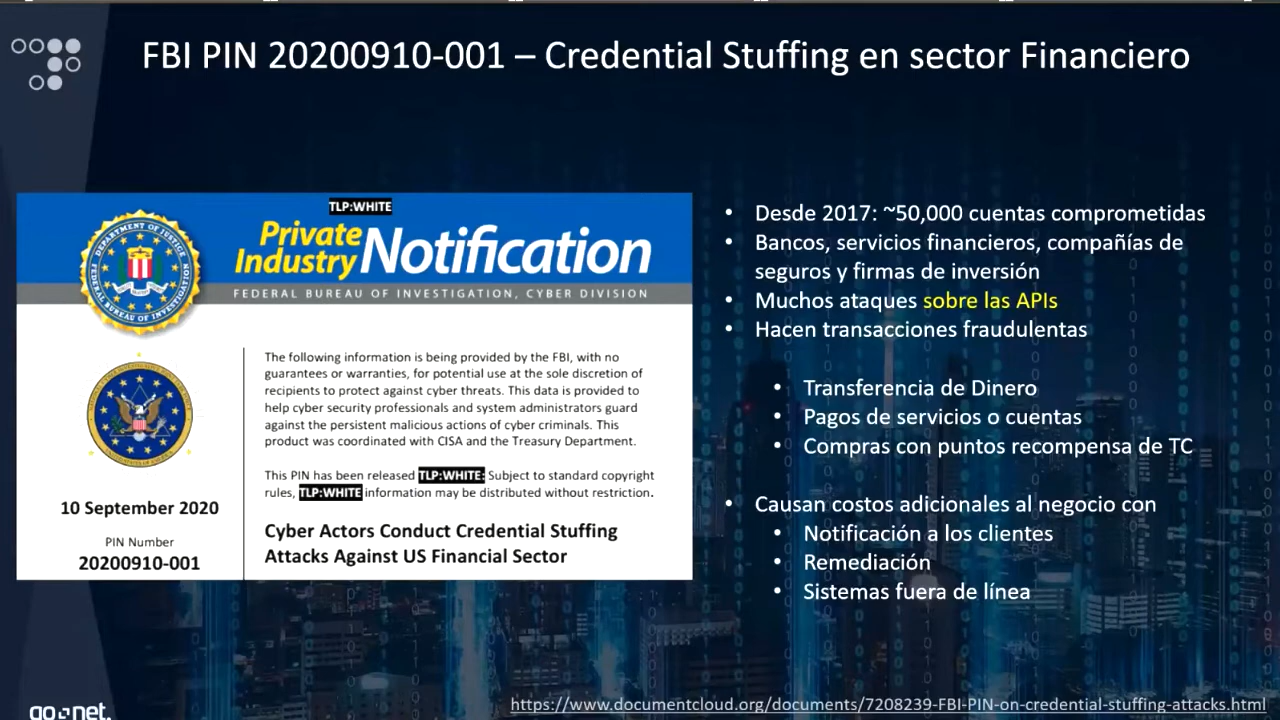 FBI PIN 20200910-001 – Credential Stuffing en sector Financiero
TLP:WHITE
Private
Industry
Notification
FEDERAL BUREAU OF INVESTIGATION, CYBER DIVISION
The following information is being provided by the FBI, with no
guarantees or warranties, for potential use at the sole discretion of
recipients to protect against cyber threats. This data is provided to
help cyber security professionals and system administrators guard
against the persistent malicious actions of cyber criminals. This
product was coordinated with CISA and the Treasury Department.
This PIN has been released TLP:WHITE: Subject to standard copyright
rules, TLP:WHITE information may be distributed without restriction.
10 September 2020
PIN Number
20200910-001
Cyber Actors Conduct Credential Stuffing
Attacks Against US Financial Sector
• Desde 2017: ~50,000 cuentas comprometidas
• Bancos, servicios financieros, compañías de
seguros y firmas de inversión
• Muchos ataques sobre las APIs
• Hacen transacciones fraudulentas
• Transferencia de Dinero
• Pagos de servicios o cuentas
• Compras con puntos recompensa de TC
• Causan costos adicionales al negocio con
• Notificación a los clientes
• Remediación
• Sistemas fuera de línea
https://www.documentcloud.org/documents/7208239-FBI-PIN-on-credential-stuffing-attacks.html